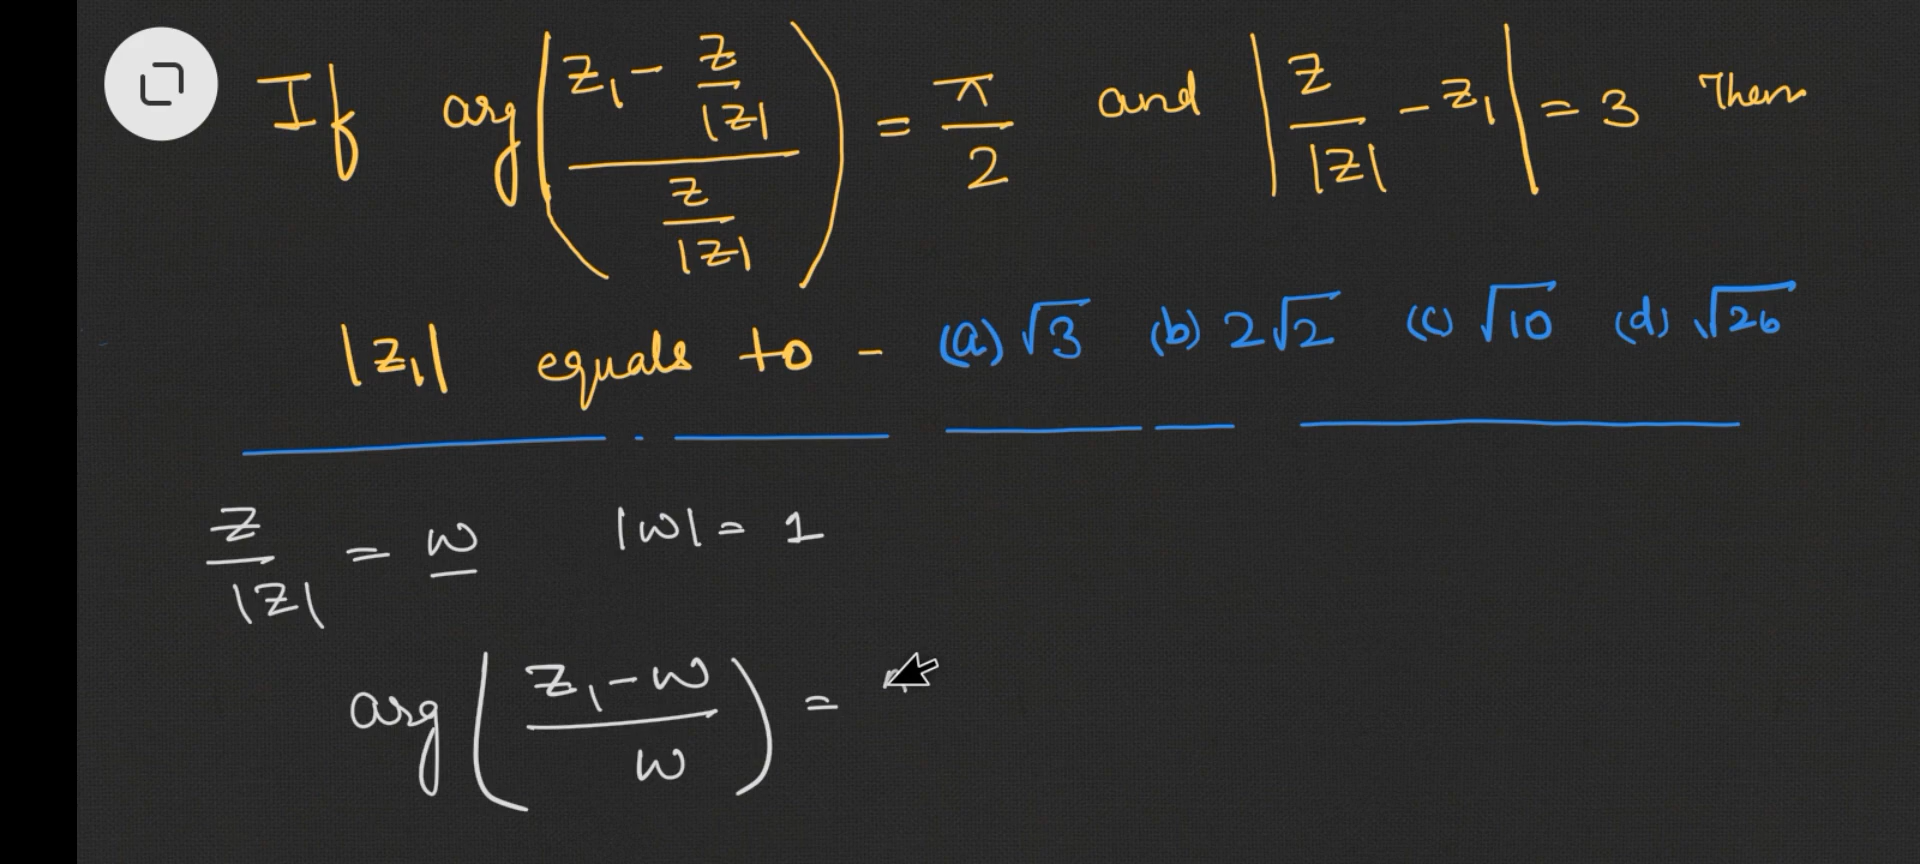 If arg((z₁ - z/|z|)/(z/|z|)) = π/2 and |z/|z| - z₁| = 3 Then
|z₁| equals to - (a) √3 (b) 2√2 (c) √10 (d) √26
z/|z| = w |w| = 1
arg((z₁ - w)/w) =